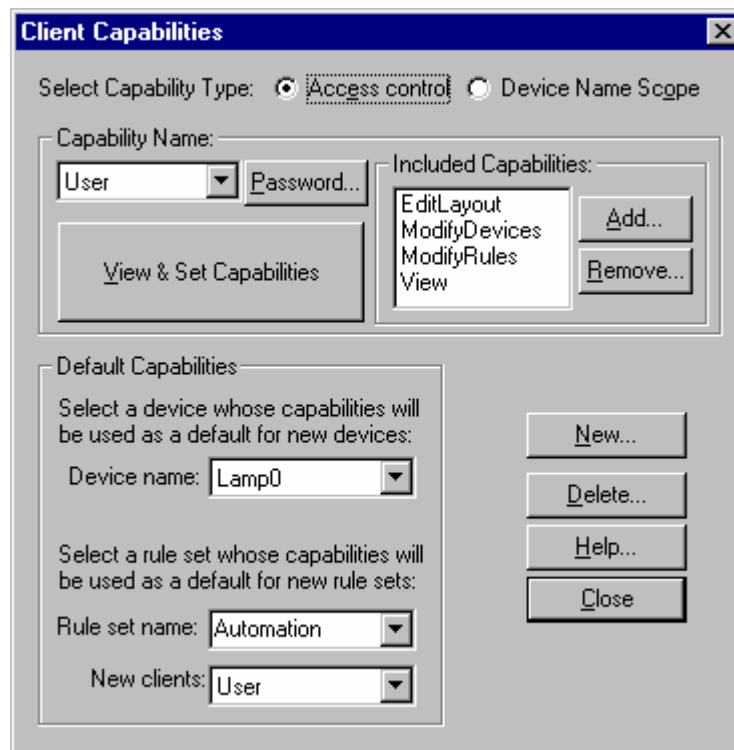 Client Capabilities
Select Capability Type: Access control Device Name Scope
Capability Name:
User Password...
View & Set Capabilities
Included Capabilities:
EditLayout
ModifyDevices
ModifyRules
View
Add...
Remove...
Default Capabilities
Select a device whose capabilities will
be used as a default for new devices:
Device name: Lamp0
Select a rule set whose capabilities will
be used as a default for new rule sets:
Rule set name: Automation
New clients: User
New...
Delete...
Help...
Close